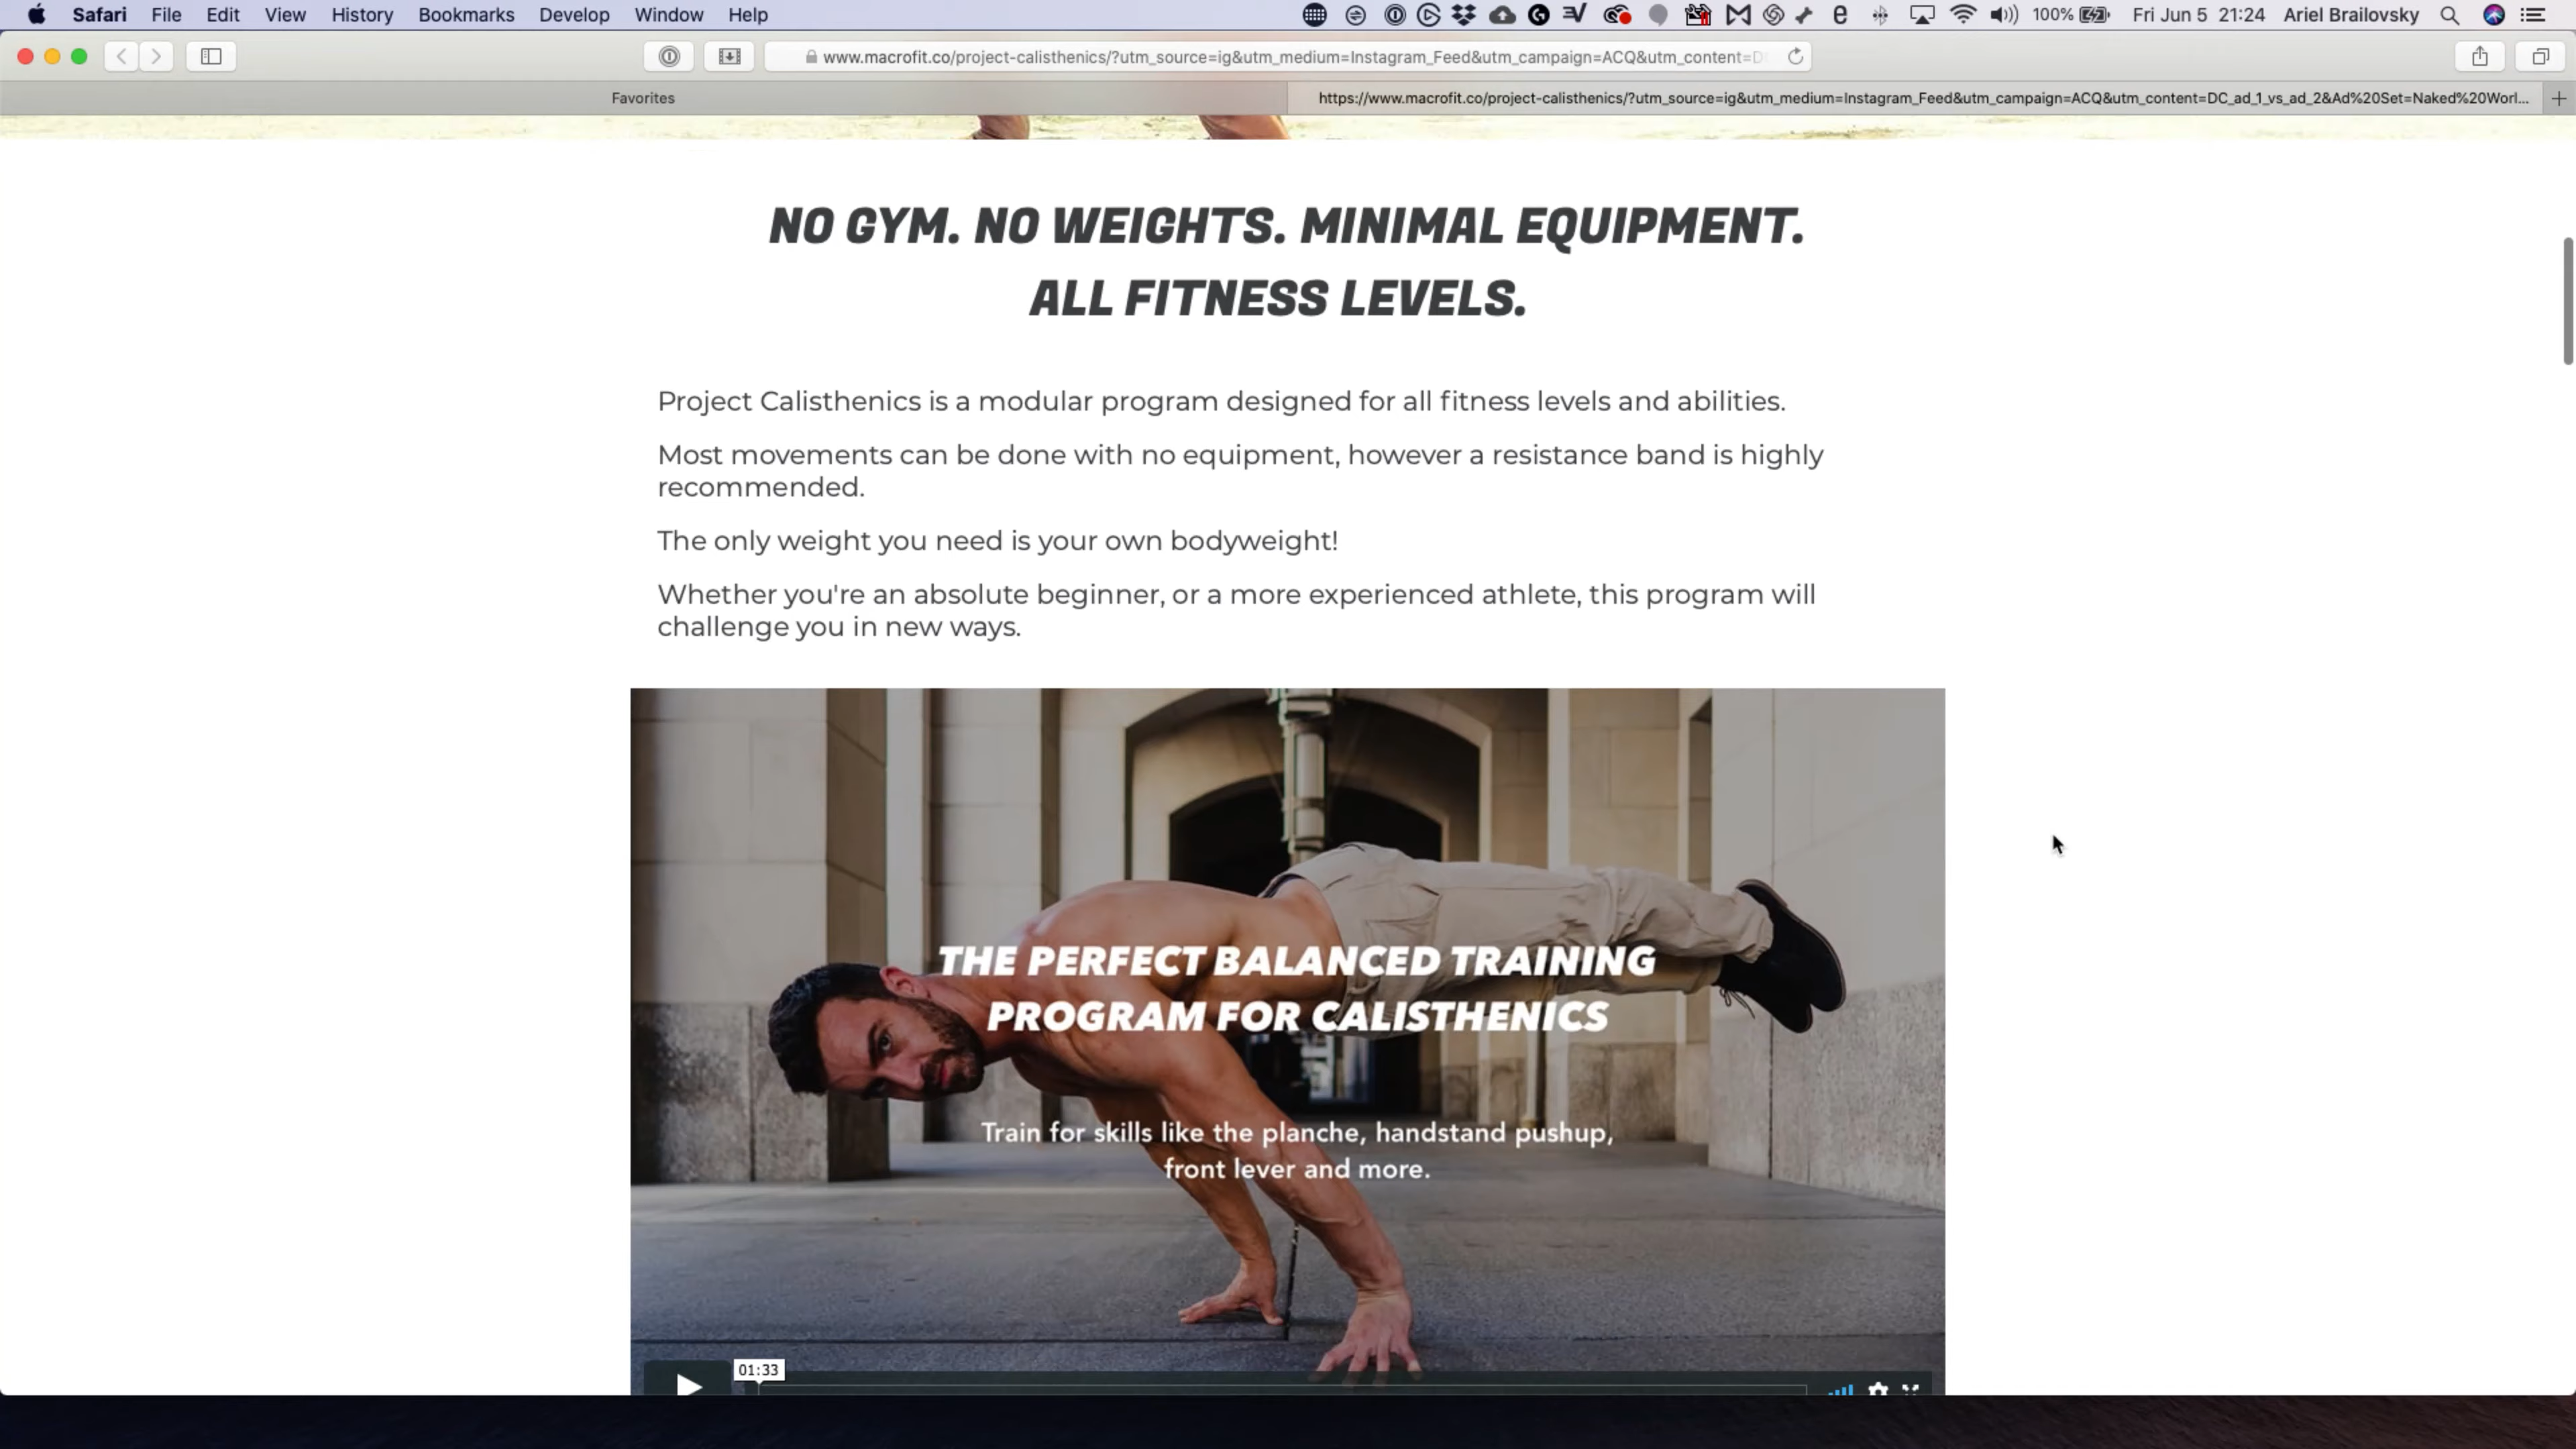 Safari File Edit View History Bookmarks Develop Window Help 100% Fri Jun 5 21:24 Ariel Brailovsky
www.macrofit.co/project-calisthenics/?utm_source=ig&utm_medium=Instagram_Feed&utm_campaign=ACQ&utm_content=D
Favorites https://www.macrofit.co/project-calisthenics/?utm_source=ig&utm_medium=Instagram_Feed&utm_campaign=ACQ&utm_content=DC_ad_1_vs_ad_2&Ad%20Set=Naked%20Worl...
NO GYM. NO WEIGHTS. MINIMAL EQUIPMENT.
ALL FITNESS LEVELS.
Project Calisthenics is a modular program designed for all fitness levels and abilities.
Most movements can be done with no equipment, however a resistance band is highly
recommended.
The only weight you need is your own bodyweight!
Whether you're an absolute beginner, or a more experienced athlete, this program will
challenge you in new ways.
THE PERFECT BALANCED TRAINING
PROGRAM FOR CALISTHENICS
Train for skills like the planche, handstand pushup,
front lever and more.
01:33